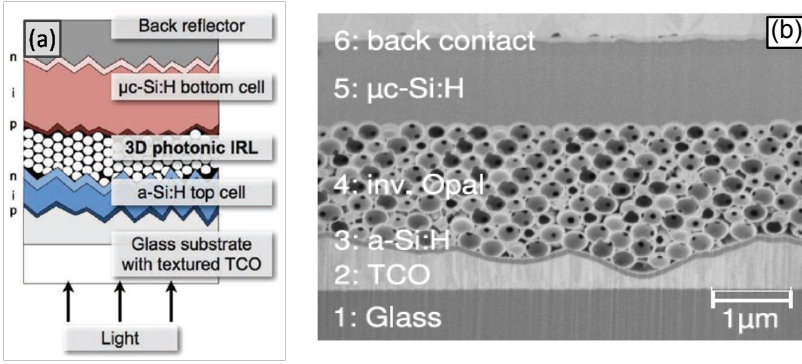 (a)
Back reflector
n
i
p
μc-Si:H bottom cell
3D photonic IRL
n
i
p
a-Si:H top cell
Glass substrate
with textured TCO
Light
(b)
6: back contact
5: μc-Si:H
4: inv. Opal
3: a-Si:H
2: TCO
1: Glass
1μm